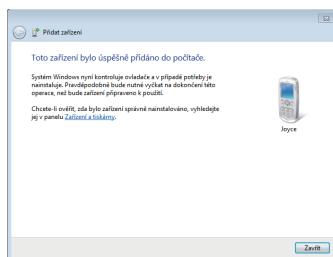 Přidat zařízení
Toto zařízení bylo úspěšně přidáno do počítače.
Systém Windows nyní kontroluje ovladače a v případě potřeby je
nainstaluje. Pravděpodobně bude nutné vyčkat na dokončení této
operace, než bude zařízení připraveno k použití.
Chcete-li ověřit, zda bylo zařízení správně nainstalováno, vyhledejte
jej v panelu Zařízení a tiskárny.
Joyce
Zavřít